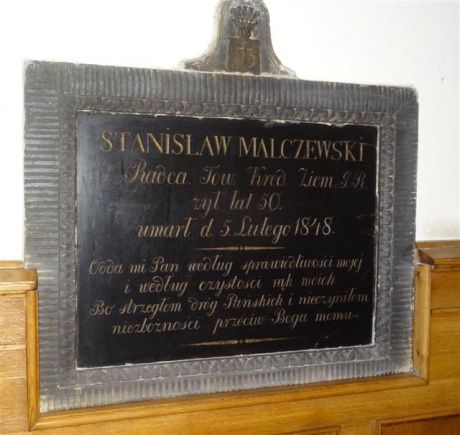 STANISŁAW MALCZEWSKI
Radca Tow. Kred. Ziem. G. R.
żył lat 50.
umarł d. 5 Lutego 1848.
Odda mi Pan według sprawiedliwości mojej
i według czystości rąk moich
Bo strzegłem dróg Pańskich i nieczyniłem
niezbożności przeciw Bogu memu